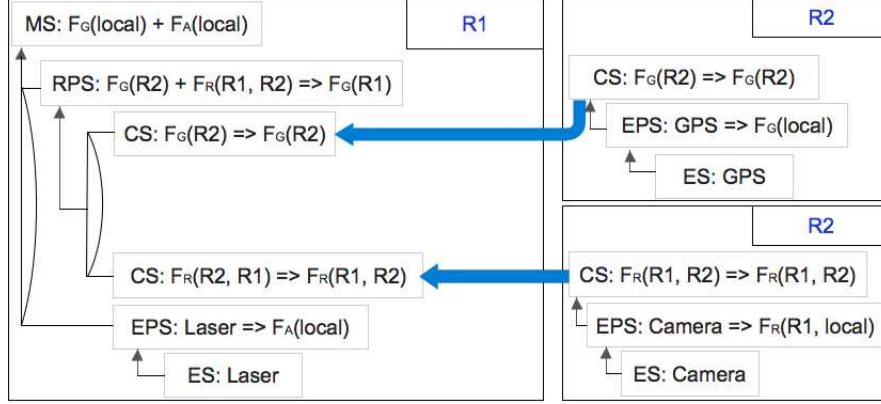 MS: FG(local) + FA(local)
R1
RPS: FG(R2) + FR(R1, R2) => FG(R1)
CS: FG(R2) => FG(R2)
CS: FR(R2, R1) => FR(R1, R2)
EPS: Laser => FA(local)
ES: Laser
R2
CS: FG(R2) => FG(R2)
EPS: GPS => FG(local)
ES: GPS
R2
CS: FR(R1, R2) => FR(R1, R2)
EPS: Camera => FR(R1, local)
ES: Camera